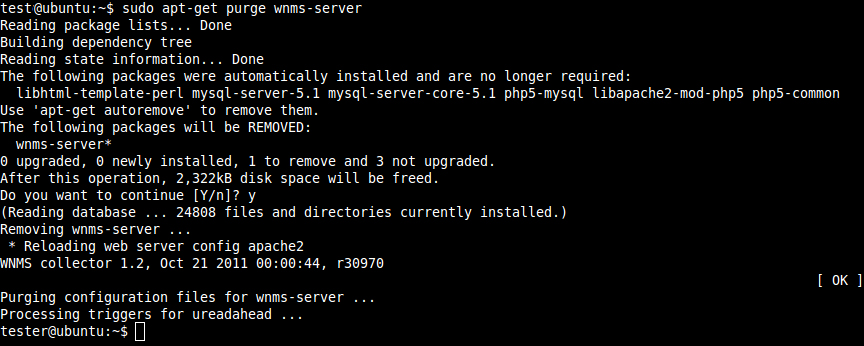 test@ubuntu:~$ sudo apt-get purge wnms-server
Reading package lists... Done
Building dependency tree
Reading state information... Done
The following packages were automatically installed and are no longer required:
  libhtml-template-perl mysql-server-5.1 mysql-server-core-5.1 php5-mysql libapache2-mod-php5 php5-common
Use 'apt-get autoremove' to remove them.
The following packages will be REMOVED:
  wnms-server*
0 upgraded, 0 newly installed, 1 to remove and 3 not upgraded.
After this operation, 2,322kB disk space will be freed.
Do you want to continue [Y/n]? y
(Reading database ... 24808 files and directories currently installed.)
Removing wnms-server ...
 * Reloading web server config apache2
WNMS collector 1.2, Oct 21 2011 00:00:44, r30970
[ OK ]
Purging configuration files for wnms-server ...
Processing triggers for ureadahead ...
tester@ubuntu:~$